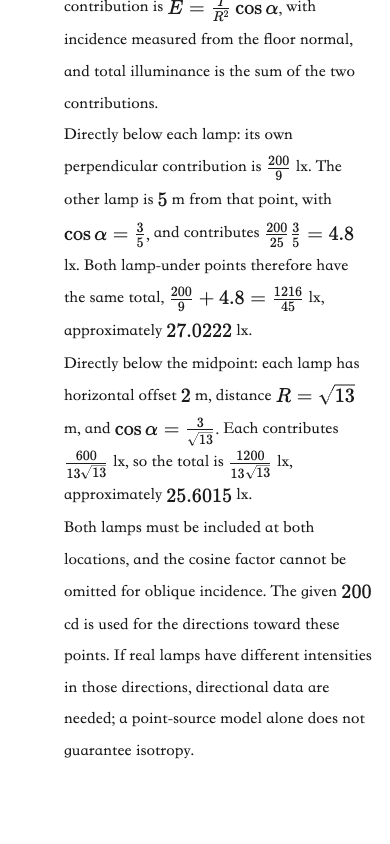 contribution is E = I/R² cos α, with
incidence measured from the floor normal,
and total illuminance is the sum of the two
contributions.
Directly below each lamp: its own
perpendicular contribution is 200/9 lx. The
other lamp is 5 m from that point, with
cos α = 3/5, and contributes 200/25 3/5 = 4.8
lx. Both lamp-under points therefore have
the same total, 200/9 + 4.8 = 1216/45 lx,
approximately 27.0222 lx.
Directly below the midpoint: each lamp has
horizontal offset 2 m, distance R = √13
m, and cos α = 3/√13. Each contributes
600/13√13 lx, so the total is 1200/13√13 lx,
approximately 25.6015 lx.
Both lamps must be included at both
locations, and the cosine factor cannot be
omitted for oblique incidence. The given 200
cd is used for the directions toward these
points. If real lamps have different intensities
in those directions, directional data are
needed; a point-source model alone does not
guarantee isotropy.